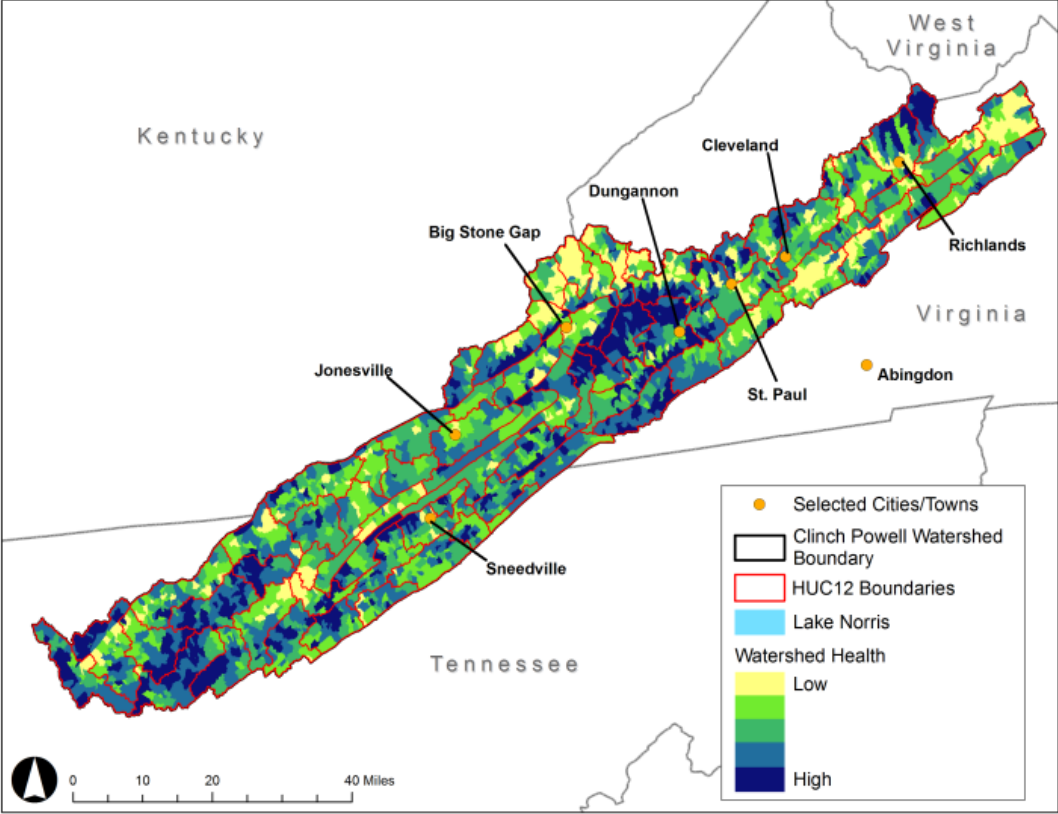 West
Virginia
Kentucky
Cleveland
Dungannon
Big Stone Gap
Richlands
Virginia
Jonesville
Abingdon
St. Paul
Sneedville
Tennessee
Selected Cities/Towns
Clinch Powell Watershed
Boundary
HUC12 Boundaries
Lake Norris
Watershed Health
Low
High
0 10 20 40 Miles